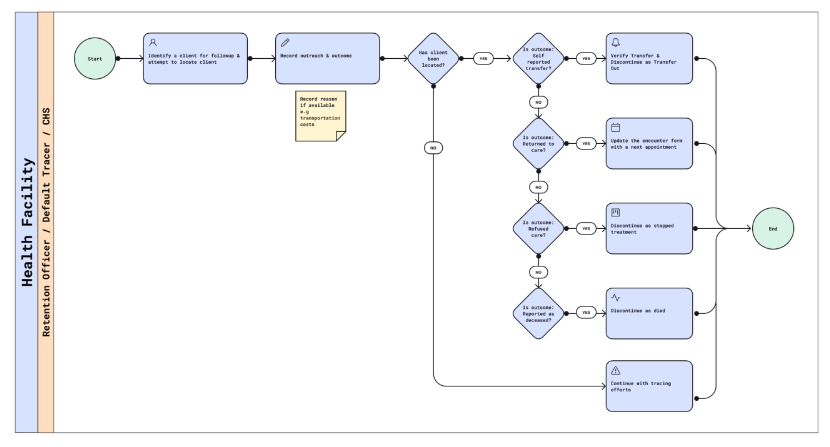 Health Facility
Retention Officer / Default Tracer / CHS
Start
Identify a client for followup &
attempt to locate client
Record outreach & outcome
Record reason
if available
e.g
transportation
costs
Has client
been
located?
YES
NO
Is outcome:
Self
reported
transfer?
YES
Verify Transfer &
Discontinue as Transfer
Out
NO
Is outcome:
Returned to
care?
YES
Update the encounter form
with a next appointment
NO
Is outcome:
Refused
care?
YES
Discontinue as stopped
treatment
NO
Is outcome:
Reported as
deceased?
YES
Discontinue as died
Continue with tracing
efforts
End